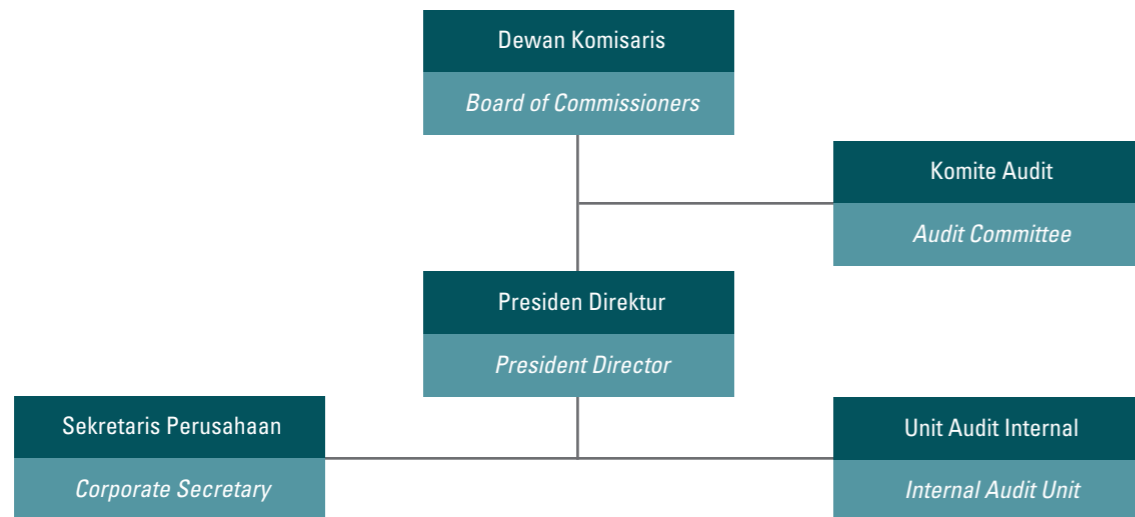 Dewan Komisaris
Board of Commissioners
Komite Audit
Audit Committee
Presiden Direktur
President Director
Sekretaris Perusahaan
Corporate Secretary
Unit Audit Internal
Internal Audit Unit